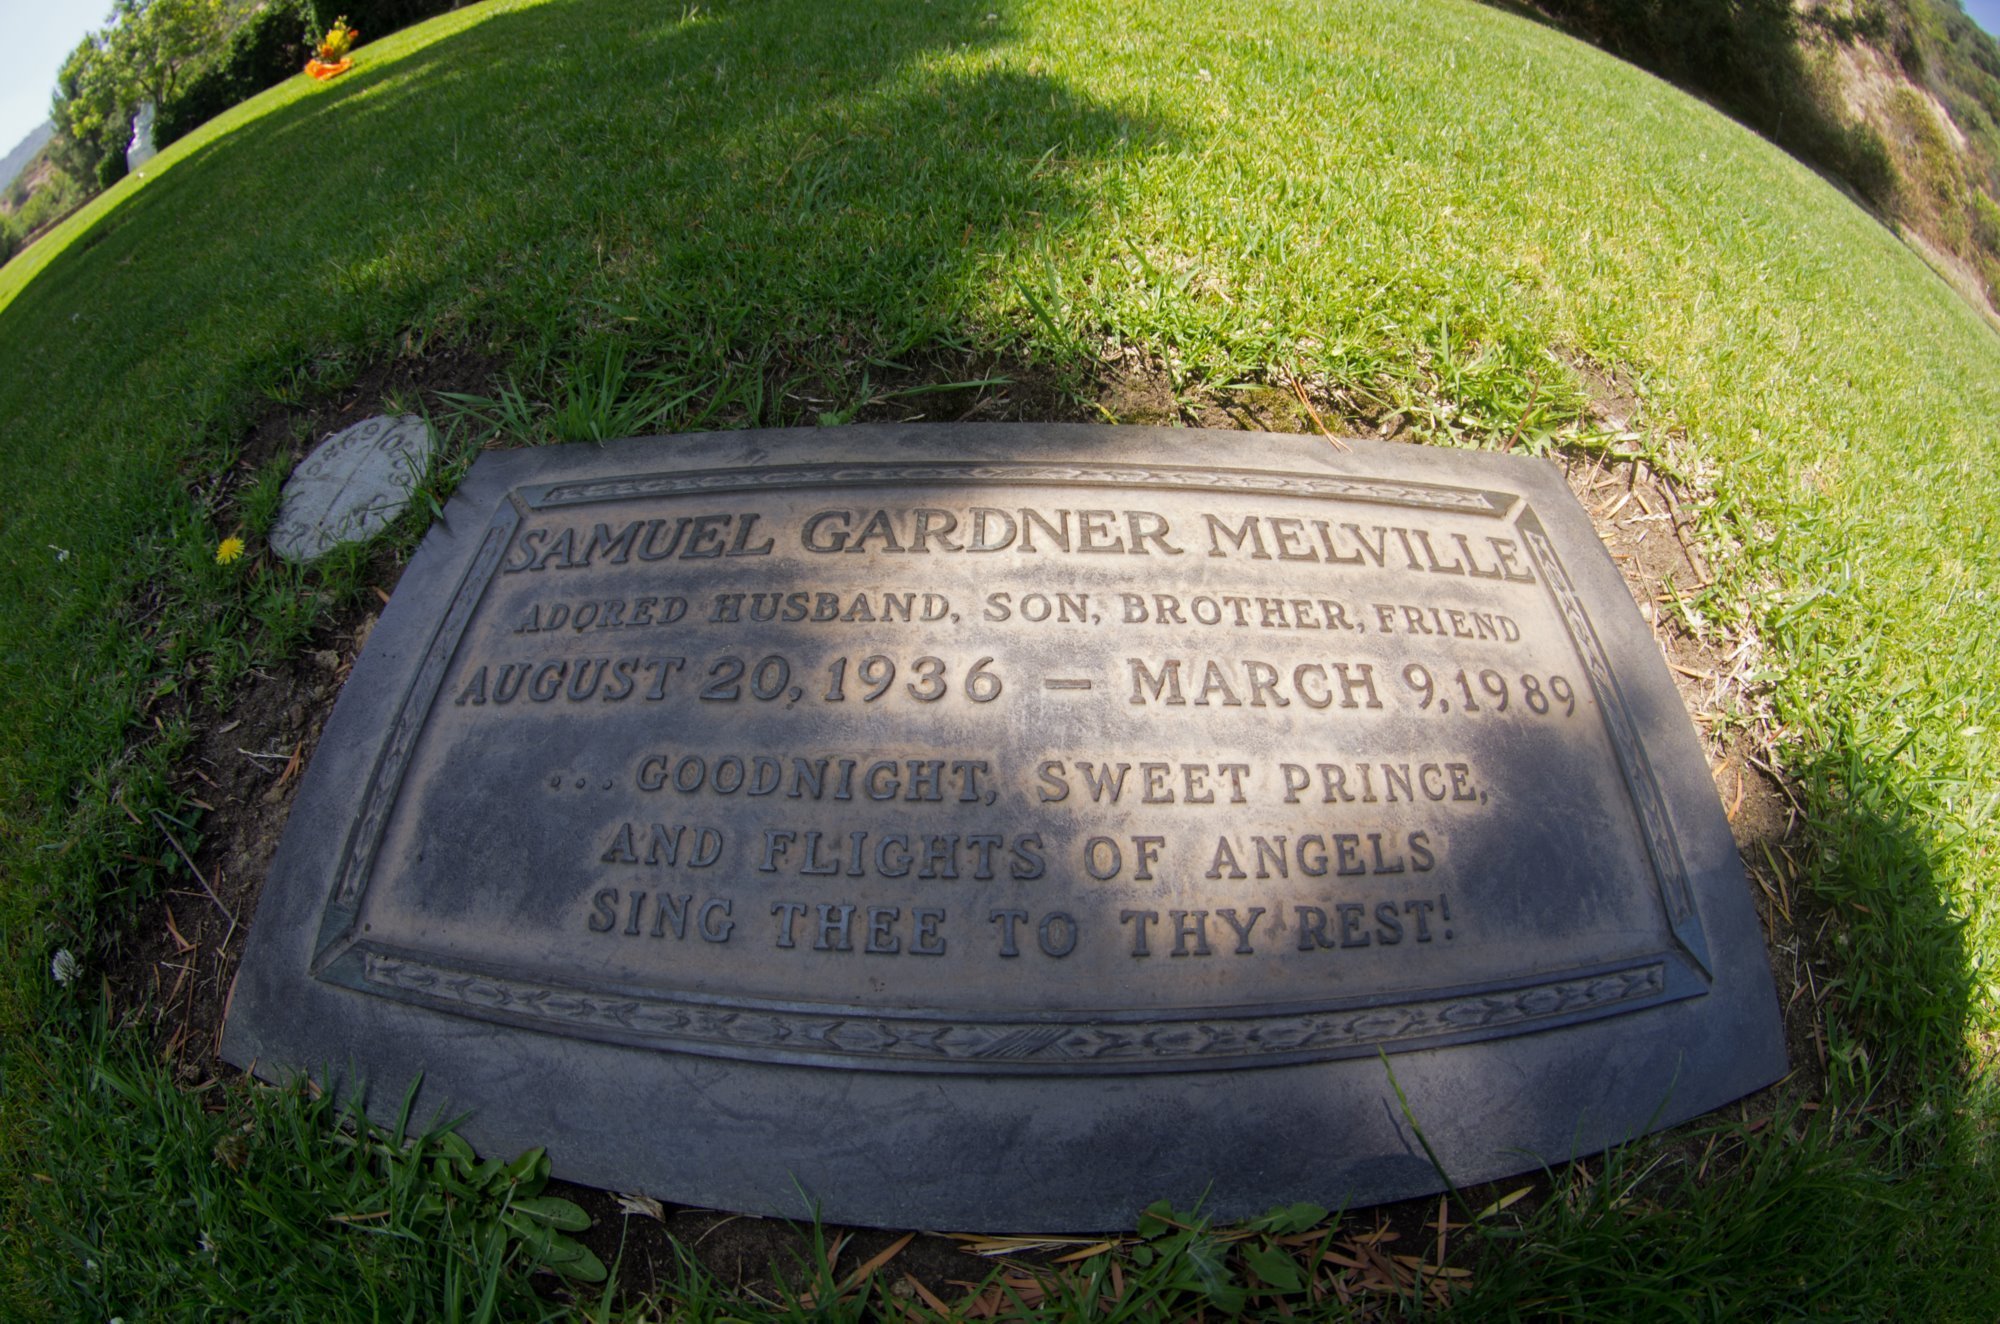 SAMUEL GARDNER MELVILLE
ADORED HUSBAND, SON, BROTHER, FRIEND
AUGUST 20, 1936 — MARCH 9, 1989
... GOODNIGHT, SWEET PRINCE,
AND FLIGHTS OF ANGELS
SING THEE TO THY REST!